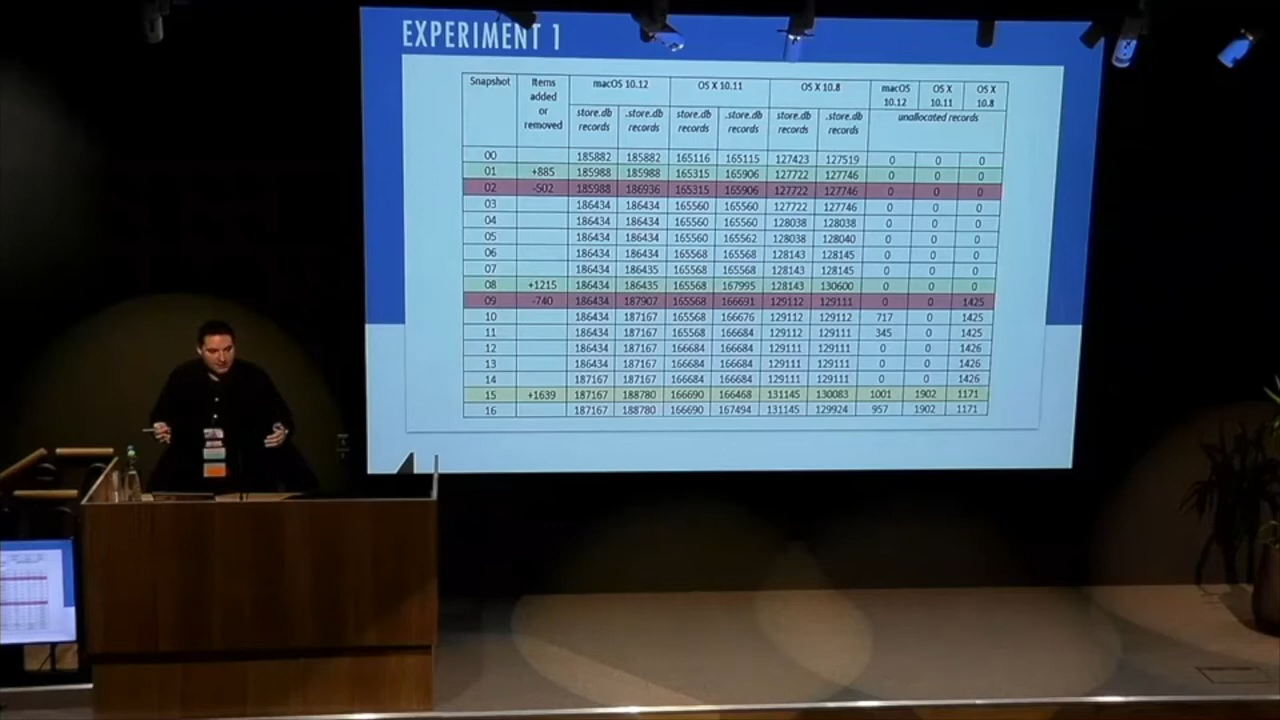 EXPERIMENT 1
Snapshot Items added or removed macOS 10.12 OS X 10.11 OS X 10.8 macOS 10.12 OS X 10.11 OS X 10.8
store.db records .store.db records store.db records .store.db records store.db records .store.db records unallocated records
00 185882 185882 165116 165115 127423 127519 0 0 0
01 +885 185988 185988 165315 165906 127722 127746 0 0 0
02 -502 185988 186936 165315 165906 127722 127746 0 0 0
03 186434 186434 165560 165560 127722 127746 0 0 0
04 186434 186434 165560 165560 128038 128038 0 0 0
05 186434 186434 165560 165562 128038 128040 0 0 0
06 186434 186434 165568 165568 128143 128145 0 0 0
07 186434 186435 165568 165568 128143 128145 0 0 0
08 +1215 186434 186435 165568 167995 128143 130600 0 0 0
09 -740 186434 187907 165568 166691 129112 129111 0 0 1425
10 186434 187167 165568 166676 129112 129112 717 0 1425
11 186434 187167 165568 166684 129112 129111 345 0 1425
12 186434 187167 166684 166684 129111 129111 0 0 1426
13 186434 187167 166684 166684 129111 129111 0 0 1426
14 187167 187167 166684 166684 129111 129111 0 0 1426
15 +1639 187167 188780 166690 166468 131145 130083 1001 1902 1171
16 187167 188780 166690 167494 131145 129924 957 1902 1171